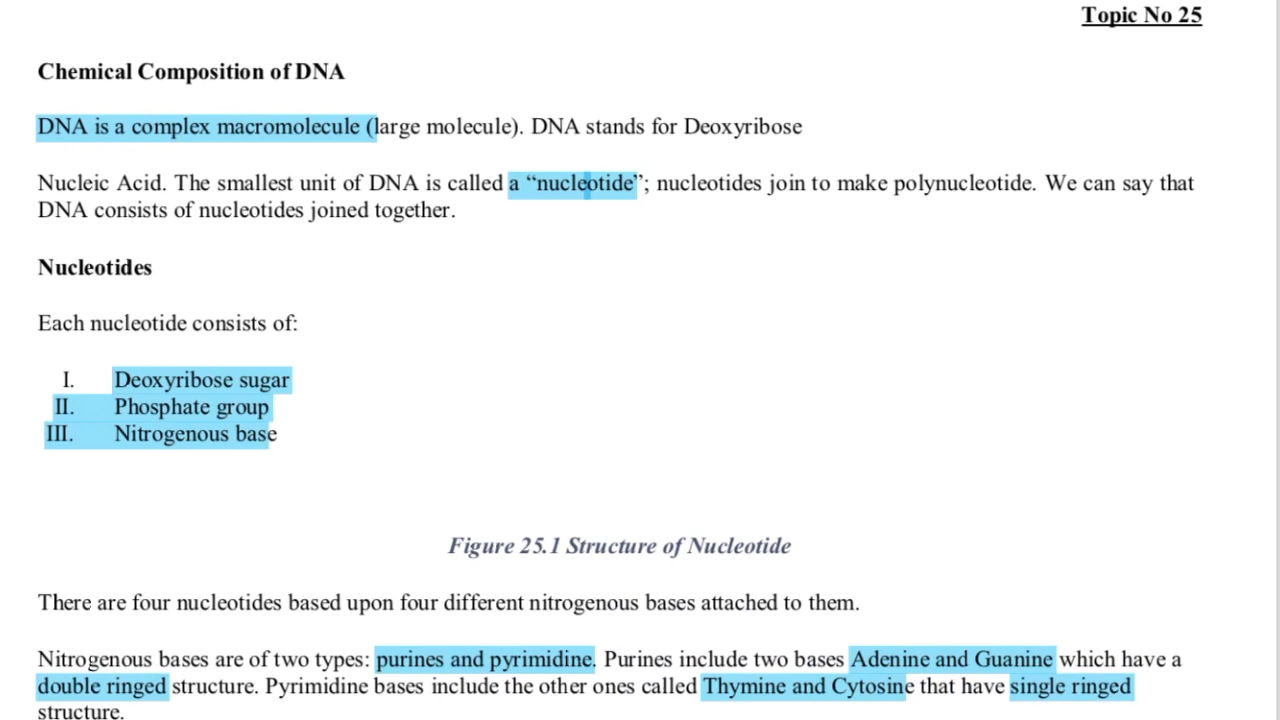 Topic No 25
Chemical Composition of DNA
DNA is a complex macromolecule (large molecule). DNA stands for Deoxyribose
Nucleic Acid. The smallest unit of DNA is called a “nucleotide”; nucleotides join to make polynucleotide. We can say that
DNA consists of nucleotides joined together.
Nucleotides
Each nucleotide consists of:
I. Deoxyribose sugar
II. Phosphate group
III. Nitrogenous base
Figure 25.1 Structure of Nucleotide
There are four nucleotides based upon four different nitrogenous bases attached to them.
Nitrogenous bases are of two types: purines and pyrimidine. Purines include two bases Adenine and Guanine which have a
double ringed structure. Pyrimidine bases include the other ones called Thymine and Cytosine that have single ringed
structure.